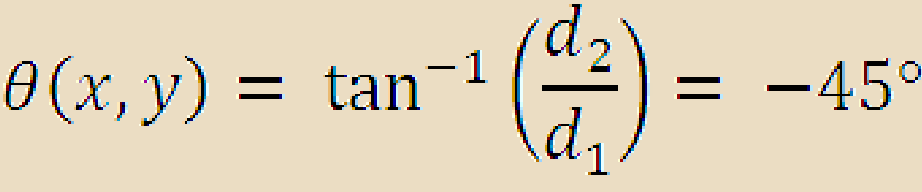 θ(x, y) = tan⁻¹ (d₂/d₁) = −45°